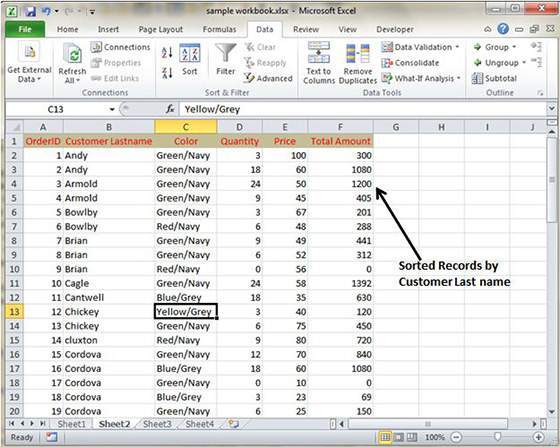 sample workbook.xlsx - Microsoft Excel
File Home Insert Page Layout Formulas Data Review View
Get External Data
Refresh All
Connections
Properties
Edit Links
Connections
Sort
Filter
Clear
Reapply
Advanced
Sort & Filter
Text to Columns
Remove Duplicates
Data Validation
Consolidate
What-If Analysis
Data Tools
Group
Ungroup
Subtotal
Outline
C13 fx Yellow/Grey
A B C D E F G H I J
1 OrderID Customer Lastname Color Quantity Price Total Amount
2 1 Andy Green/Navy 3 100 300
3 2 Andy Green/Navy 18 60 1080
4 3 Armold Green/Navy 24 50 1200
5 4 Armold Green/Navy 9 45 405
6 5 Bowlby Green/Navy 3 67 201
7 6 Bowlby Red/Navy 6 48 288
8 7 Brian Green/Navy 9 49 441
9 8 Brian Green/Navy 6 52 312
10 9 Brian Red/Navy 0 56 0
11 10 Cagle Green/Navy 24 58 1392
12 11 Cantwell Blue/Grey 18 35 630
13 12 Chickey Yellow/Grey 3 40 120
14 13 Chickey Green/Navy 6 75 450
15 14 cluxton Red/Navy 9 80 720
16 15 Cordova Green/Navy 12 70 840
17 16 Cordova Blue/Grey 18 60 1080
18 17 Cordova Green/Navy 0 10 0
19 18 Cordova Blue/Grey 3 23 69
20 19 Cordova Green/Navy 6 25 150
Sorted Records by
Customer Last name
Sheet1 Sheet2 Sheet3 Sheet4
Ready 100%